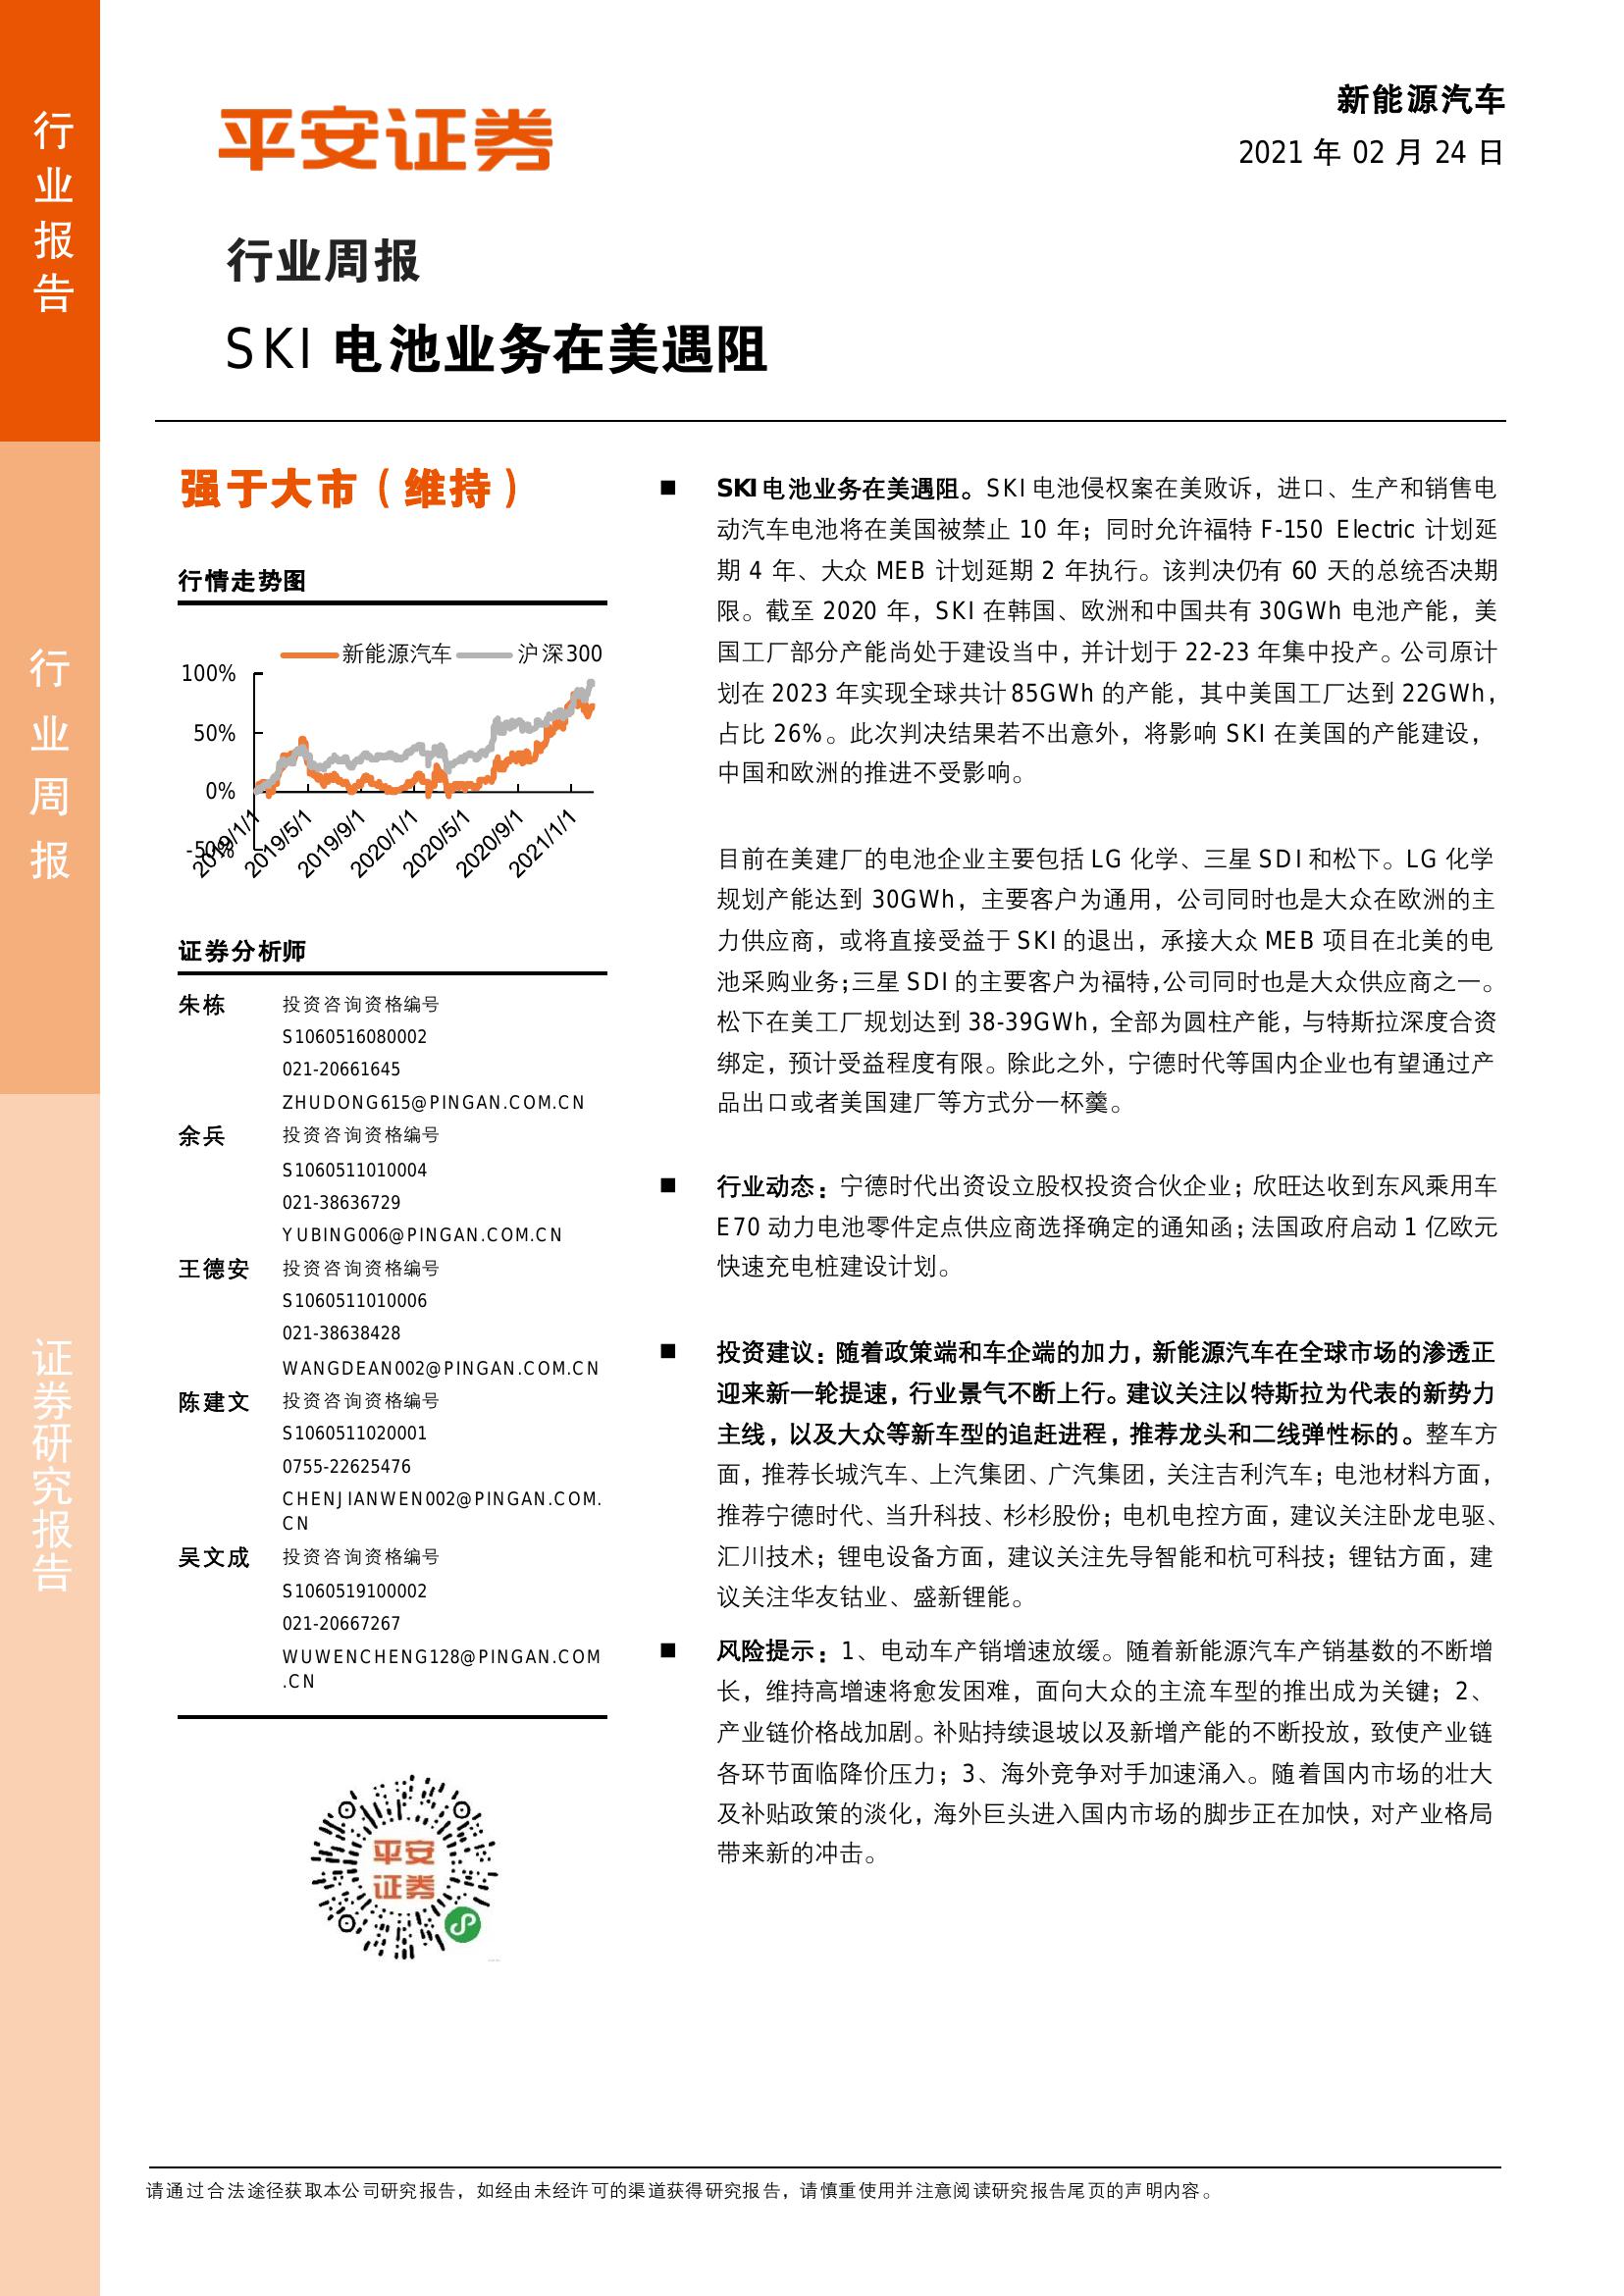 行业报告
行业周报
证券研究报告
平安证券
新能源汽车
2021 年 02 月 24 日
行业周报
SKI 电池业务在美遇阻
强于大市（维持）
行情走势图
新能源汽车 沪深300
100%
50%
0%
-50%
2019/1/1 2019/5/1 2019/9/1 2020/1/1 2020/5/1 2020/9/1 2021/1/1
证券分析师
朱栋 投资咨询资格编号
S1060516080002
021-20661645
ZHUDONG615@PINGAN.COM.CN
余兵 投资咨询资格编号
S1060511010004
021-38636729
YUBING006@PINGAN.COM.CN
王德安 投资咨询资格编号
S1060511010006
021-38638428
WANGDEAN002@PINGAN.COM.CN
陈建文 投资咨询资格编号
S1060511020001
0755-22625476
CHENJIANWEN002@PINGAN.COM.
CN
吴文成 投资咨询资格编号
S1060519100002
021-20667267
WUWENCHENG128@PINGAN.COM
.CN
平安
证券
■ SKI 电池业务在美遇阻。SKI 电池侵权案在美败诉，进口、生产和销售电
动汽车电池将在美国被禁止 10 年；同时允许福特 F-150 Electric 计划延
期 4 年、大众 MEB 计划延期 2 年执行。该判决仍有 60 天的总统否决期
限。截至 2020 年，SKI 在韩国、欧洲和中国共有 30GWh 电池产能，美
国工厂部分产能尚处于建设当中，并计划于 22-23 年集中投产。公司原计
划在 2023 年实现全球共计 85GWh 的产能，其中美国工厂达到 22GWh，
占比 26%。此次判决结果若不出意外，将影响 SKI 在美国的产能建设，
中国和欧洲的推进不受影响。
目前在美建厂的电池企业主要包括 LG 化学、三星 SDI 和松下。LG 化学
规划产能达到 30GWh，主要客户为通用，公司同时也是大众在欧洲的主
力供应商，或将直接受益于 SKI 的退出，承接大众 MEB 项目在北美的电
池采购业务；三星 SDI 的主要客户为福特，公司同时也是大众供应商之一。
松下在美工厂规划达到 38-39GWh，全部为圆柱产能，与特斯拉深度合资
绑定，预计受益程度有限。除此之外，宁德时代等国内企业也有望通过产
品出口或者美国建厂等方式分一杯羹。
■ 行业动态：宁德时代出资设立股权投资合伙企业；欣旺达收到东风乘用车
E70 动力电池零件定点供应商选择确定的通知函；法国政府启动 1 亿欧元
快速充电桩建设计划。
■ 投资建议：随着政策端和车企端的加力，新能源汽车在全球市场的渗透正
迎来新一轮提速，行业景气不断上行。建议关注以特斯拉为代表的新势力
主线，以及大众等新车型的追赶进程，推荐龙头和二线弹性标的。整车方
面，推荐长城汽车、上汽集团、广汽集团，关注吉利汽车；电池材料方面，
推荐宁德时代、当升科技、杉杉股份；电机电控方面，建议关注卧龙电驱、
汇川技术；锂电设备方面，建议关注先导智能和杭可科技；锂钴方面，建
议关注华友钴业、盛新锂能。
■ 风险提示：1、电动车产销增速放缓。随着新能源汽车产销基数的不断增
长，维持高增速将愈发困难，面向大众的主流车型的推出成为关键；2、
产业链价格战加剧。补贴持续退坡以及新增产能的不断投放，致使产业链
各环节面临降价压力；3、海外竞争对手加速涌入。随着国内市场的壮大
及补贴政策的淡化，海外巨头进入国内市场的脚步正在加快，对产业格局
带来新的冲击。
请通过合法途径获取本公司研究报告，如经由未经许可的渠道获得研究报告，请慎重使用并注意阅读研究报告尾页的声明内容。